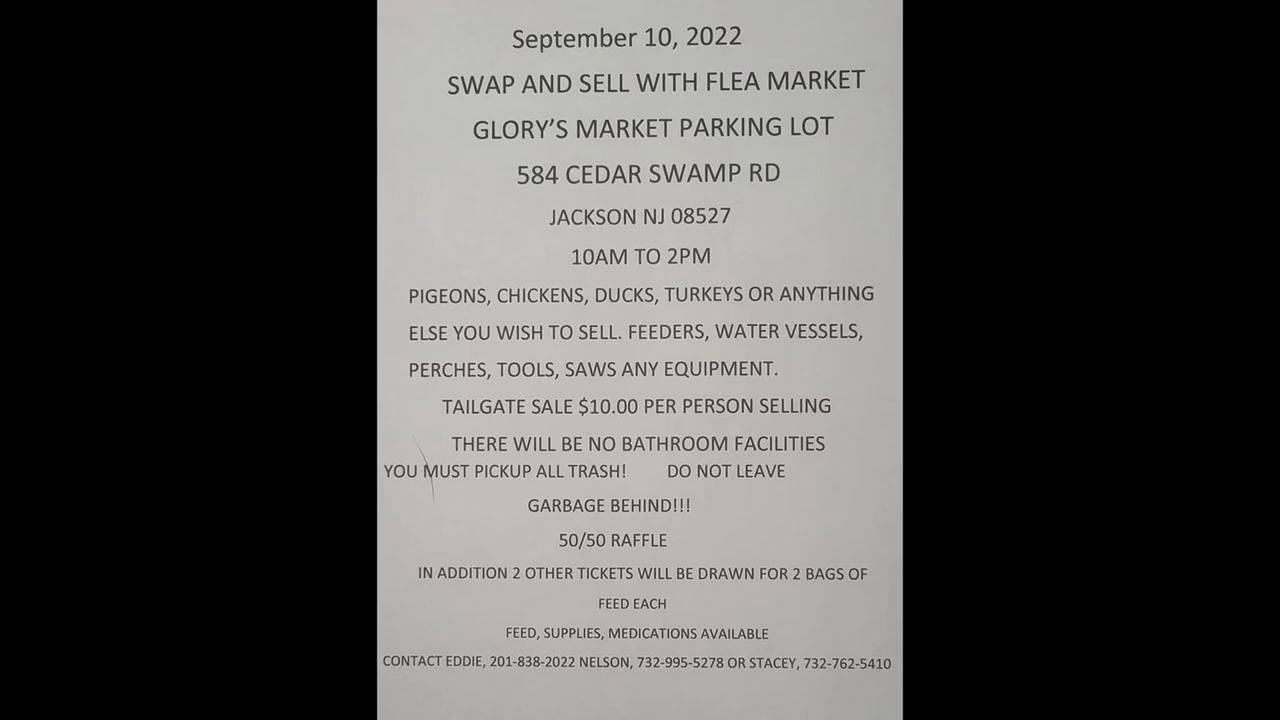 September 10, 2022
SWAP AND SELL WITH FLEA MARKET
GLORY'S MARKET PARKING LOT
584 CEDAR SWAMP RD
JACKSON NJ 08527
10AM TO 2PM
PIGEONS, CHICKENS, DUCKS, TURKEYS OR ANYTHING
ELSE YOU WISH TO SELL. FEEDERS, WATER VESSELS,
PERCHES, TOOLS, SAWS ANY EQUIPMENT.
TAILGATE SALE $10.00 PER PERSON SELLING
THERE WILL BE NO BATHROOM FACILITIES
YOU MUST PICKUP ALL TRASH! DO NOT LEAVE
GARBAGE BEHIND!!!
50/50 RAFFLE
IN ADDITION 2 OTHER TICKETS WILL BE DRAWN FOR 2 BAGS OF
FEED EACH
FEED, SUPPLIES, MEDICATIONS AVAILABLE
CONTACT EDDIE, 201-838-2022 NELSON, 732-995-5278 OR STACEY, 732-762-5410